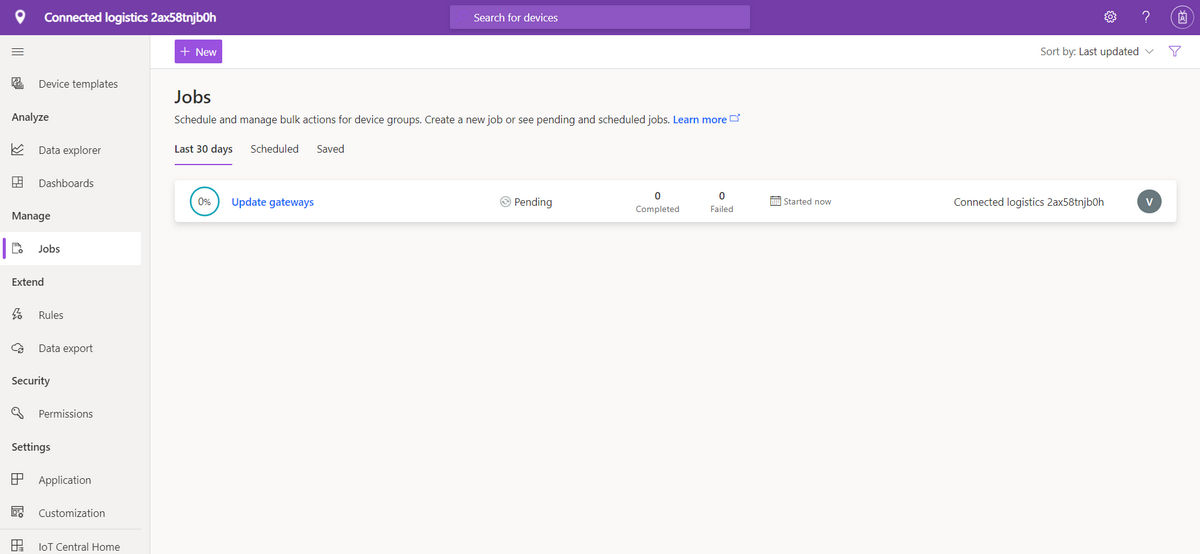 Connected logistics 2ax58tnjb0h
Search for devices
?
Device templates
Analyze
Data explorer
Dashboards
Manage
Jobs
Extend
Rules
Data export
Security
Permissions
Settings
Application
Customization
IoT Central Home
+ New
Sort by: Last updated
Jobs
Schedule and manage bulk actions for device groups. Create a new job or see pending and scheduled jobs. Learn more
Last 30 days Scheduled Saved
0% Update gateways Pending 0 Completed 0 Failed Started now Connected logistics 2ax58tnjb0h V